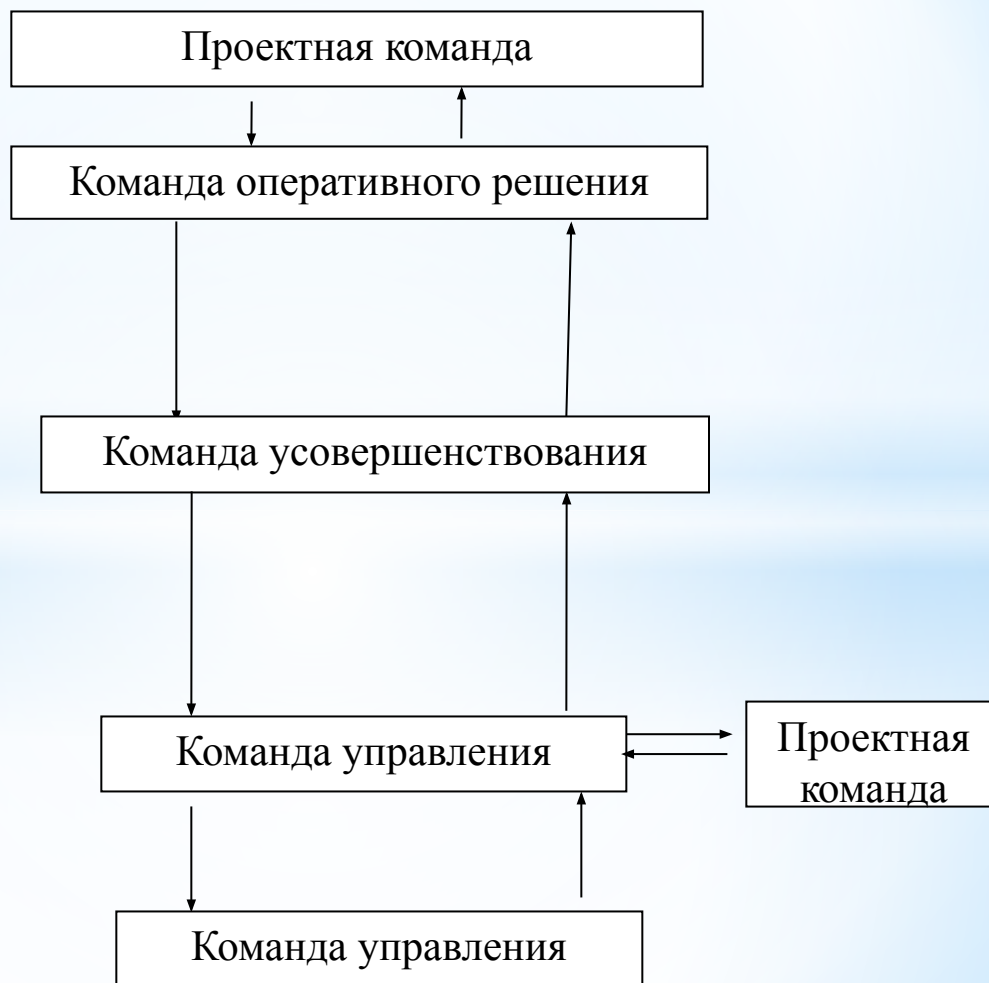 Проектная команда
Команда оперативного решения
Команда усовершенствования
Команда управления
Проектная
команда
Команда управления